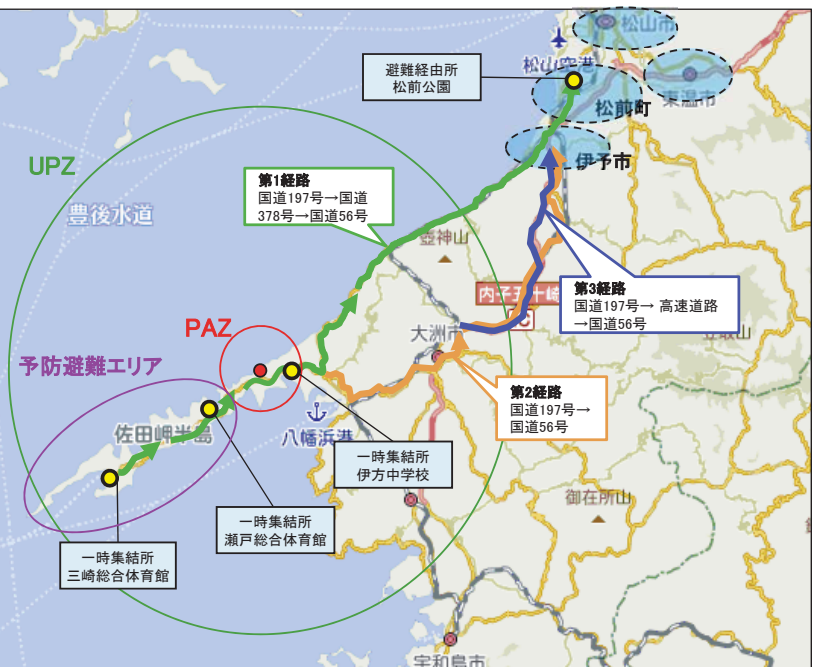 松山市
松山空港
避難経由所
松前公園
松前町
東温市
伊予市
UPZ
第1経路
国道197号→国道
378号→国道56号
豊後水道
壺神山
第3経路
国道197号→ 高速道路
→国道56号
内子五十崎
PAZ
大洲市
予防避難エリア
第2経路
国道197号→
国道56号
佐田岬半島
八幡浜港
一時集結所
伊方中学校
御在所山
一時集結所
瀬戸総合体育館
一時集結所
三崎総合体育館
宇和島市